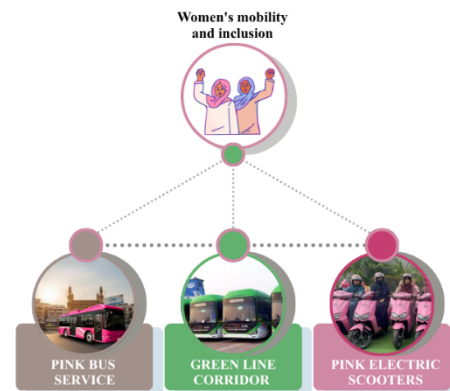 Women's mobility
and inclusion
PINK BUS
SERVICE
GREEN LINE
CORRIDOR
PINK ELECTRIC
SCOOTERS